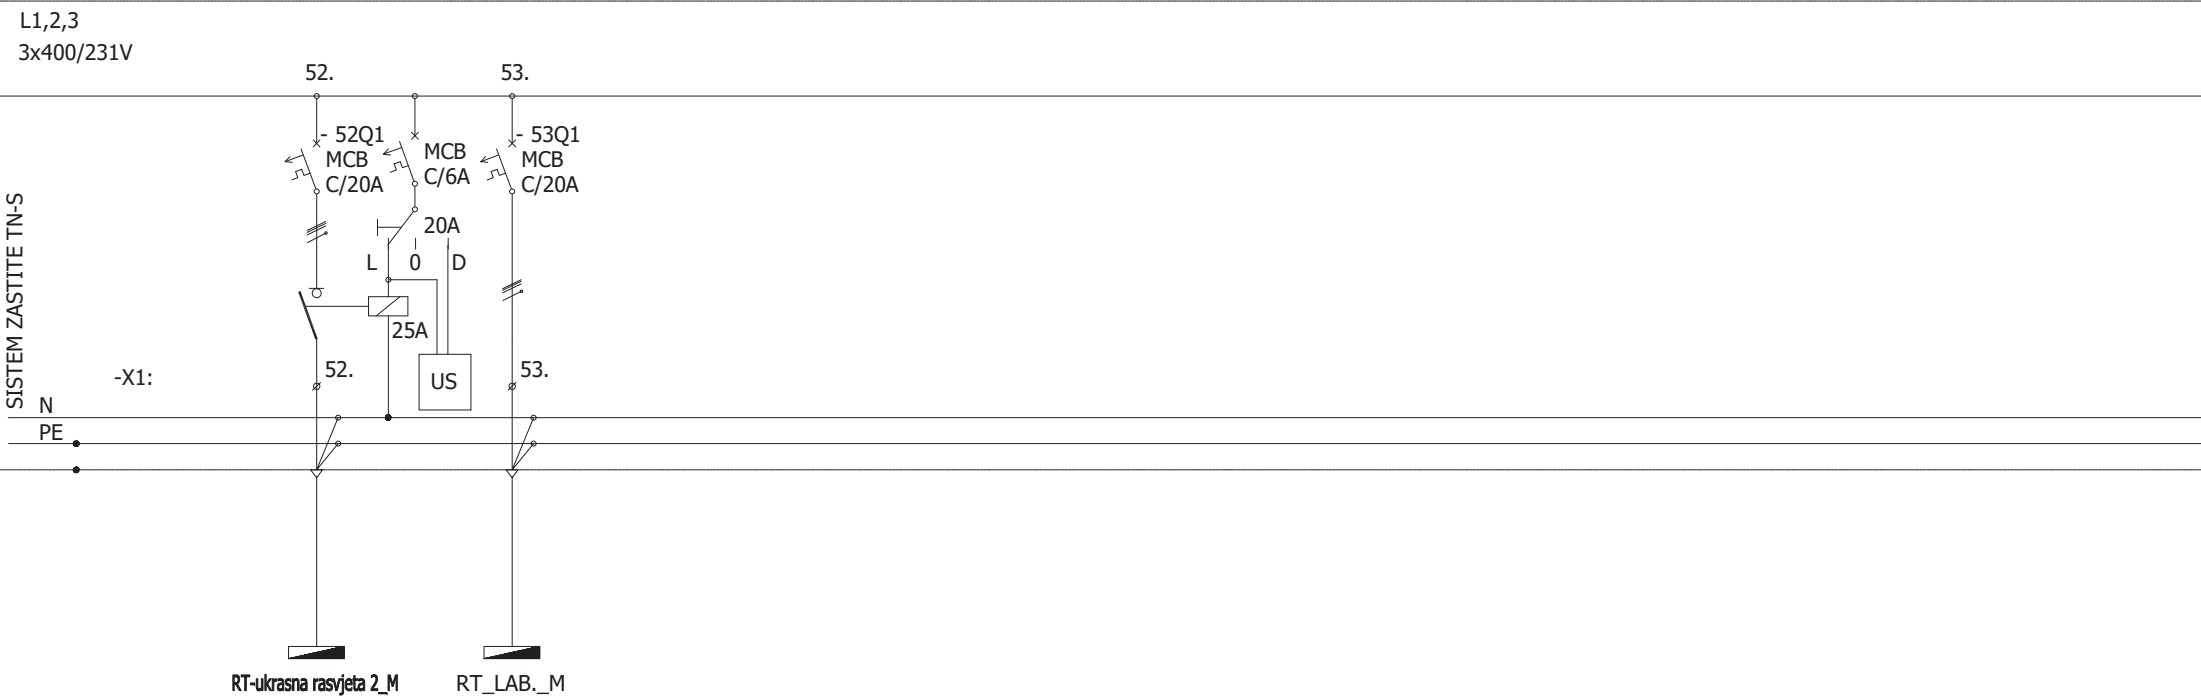 L1,2,3
3x400/231V
52.
53.
- 52Q1
MCB
C/20A
MCB
C/6A
- 53Q1
MCB
C/20A
20A
L 0 D
25A
US
SISTEM ZASTITE TN-S
-X1:
52.
53.
N
PE
RT-ukrasna rasvjeta 2_M
RT_LAB._M